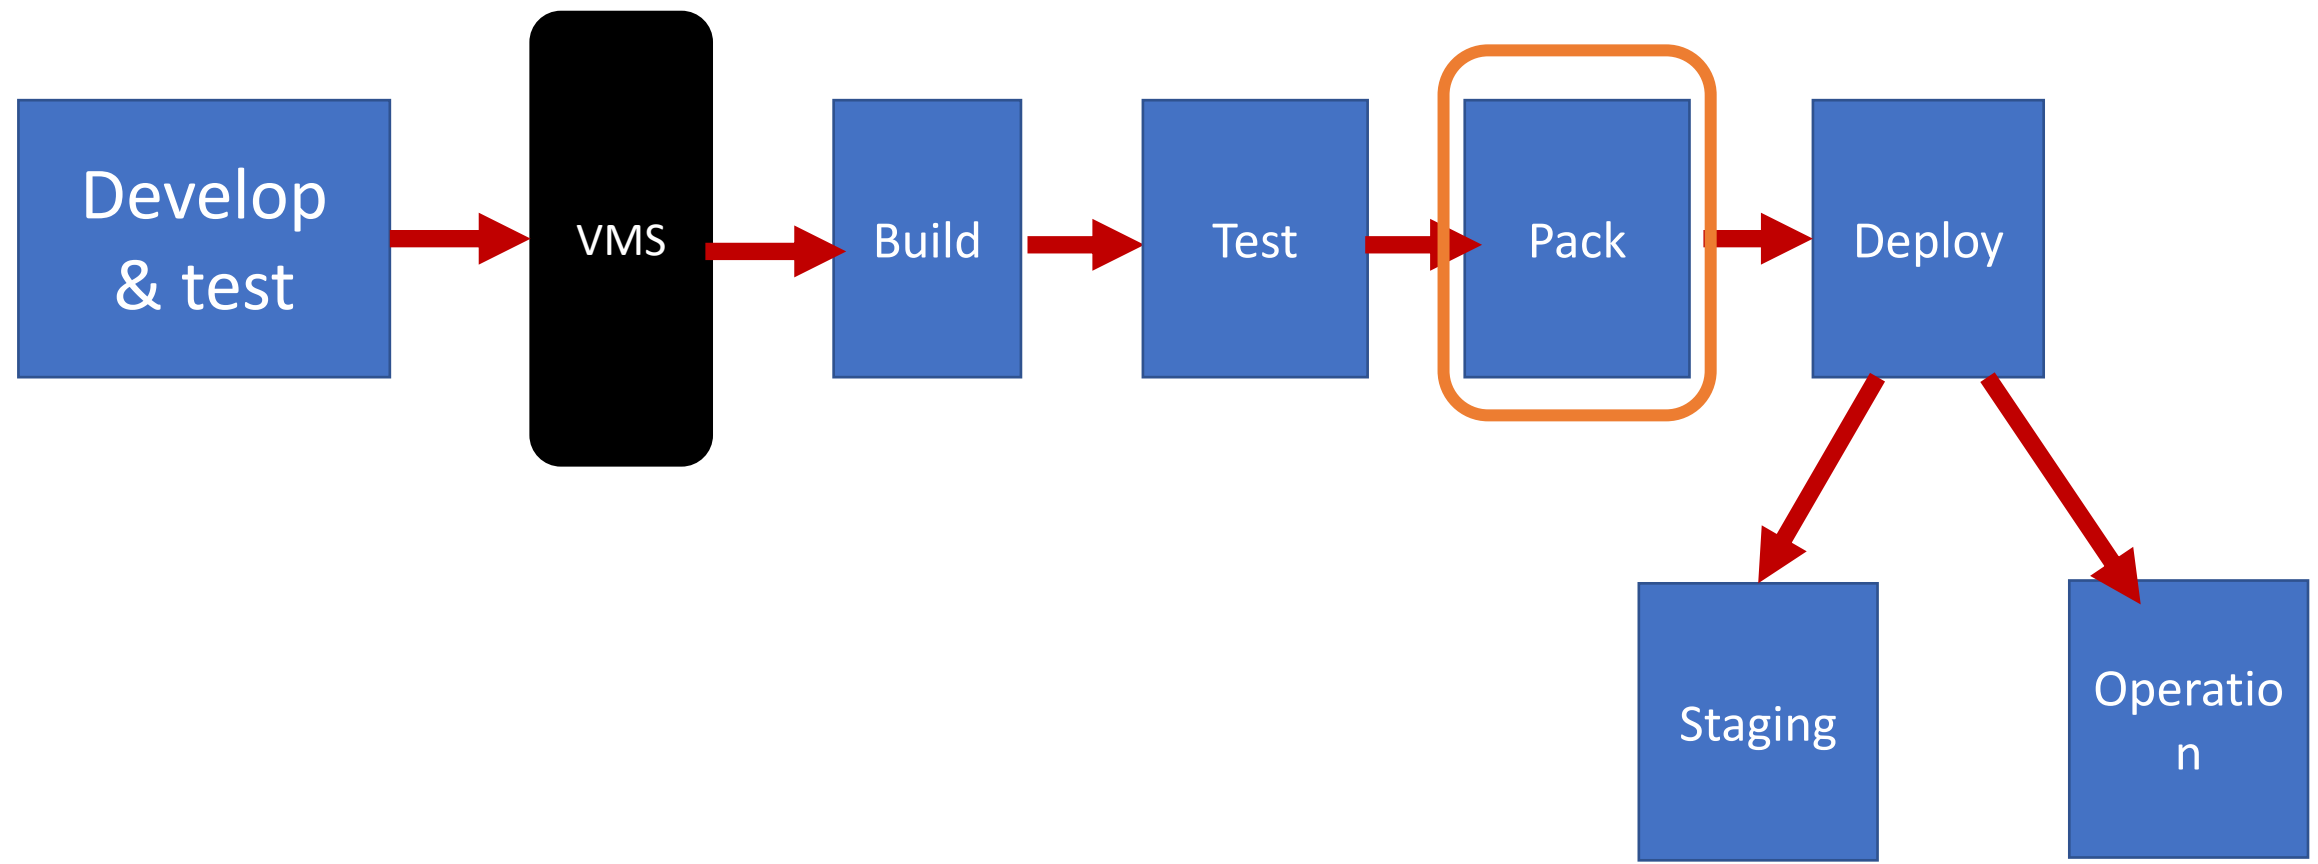 Develop
& test
VMS
Build
Test
Pack
Deploy
Staging
Operatio
n